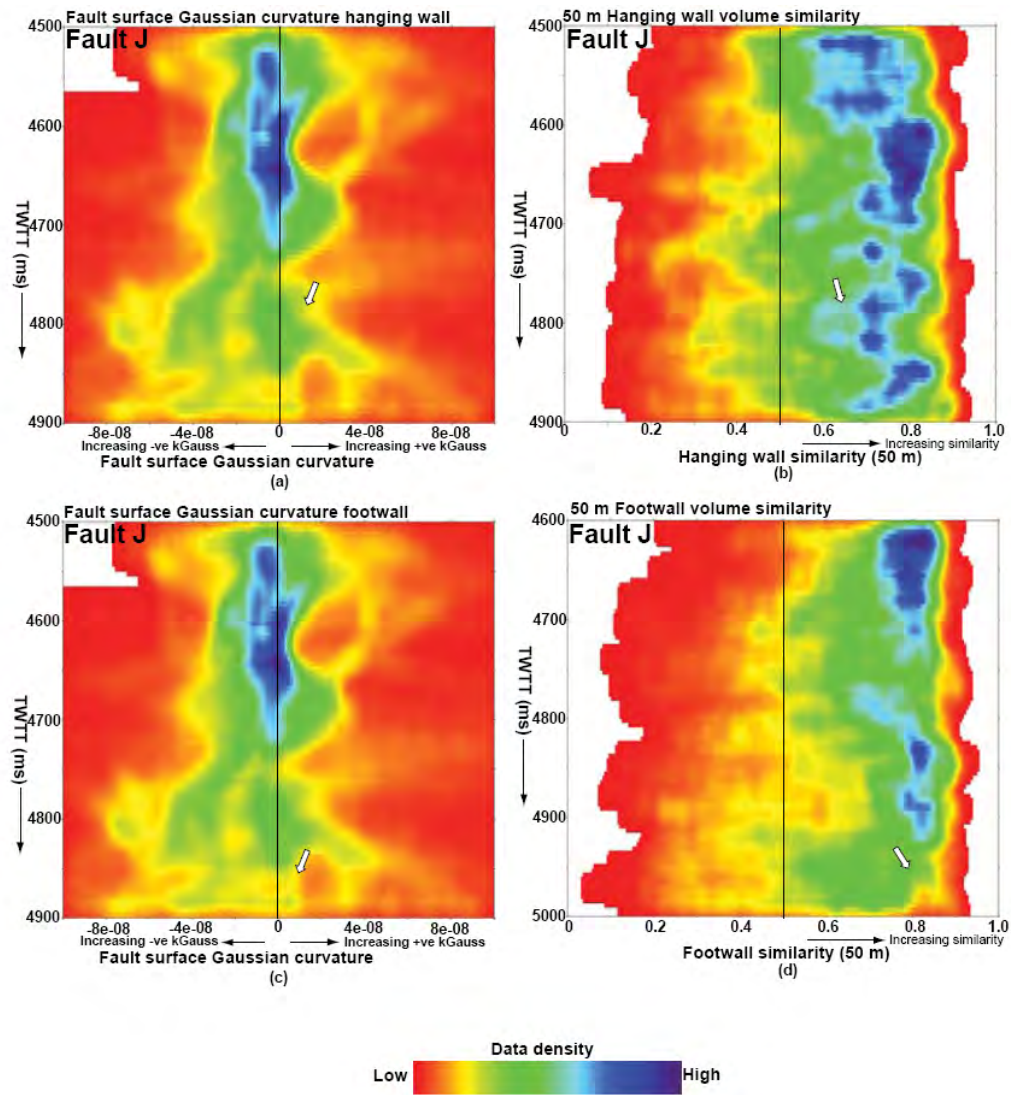 Fault surface Gaussian curvature hanging wall
Fault J
4500
4600
4700
4800
4900
TWTT (ms)
-8e-08 -4e-08 0 4e-08 8e-08
Increasing -ve kGauss Increasing +ve kGauss
Fault surface Gaussian curvature
(a)
50 m Hanging wall volume similarity
Fault J
4500
4600
4700
4800
4900
TWTT (ms)
0 0.2 0.4 0.6 0.8 1.0
Increasing similarity
Hanging wall similarity (50 m)
(b)
Fault surface Gaussian curvature footwall
Fault J
4500
4600
4700
4800
4900
TWTT (ms)
-8e-08 -4e-08 0 4e-08 8e-08
Increasing -ve kGauss Increasing +ve kGauss
Fault surface Gaussian curvature
(c)
50 m Footwall volume similarity
Fault J
4600
4700
4800
4900
5000
TWTT (ms)
0 0.2 0.4 0.6 0.8 1.0
Increasing similarity
Footwall similarity (50 m)
(d)
Data density
Low High